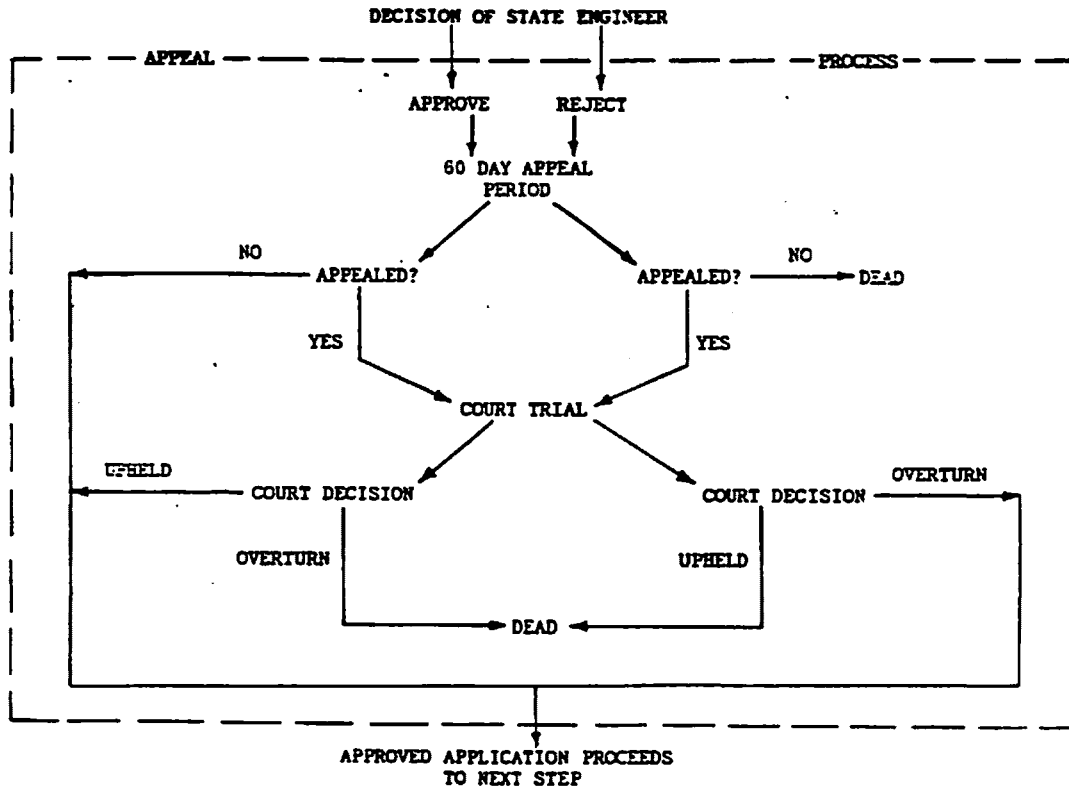 DECISION OF STATE ENGINEER
APPEAL
PROCESS
APPROVE
REJECT
60 DAY APPEAL
PERIOD
NO
APPEALED?
APPEALED?
NO
DEAD
YES
YES
COURT TRIAL
UPHELD
COURT DECISION
COURT DECISION
OVERTURN
OVERTURN
UPHELD
DEAD
APPROVED APPLICATION PROCEEDS
TO NEXT STEP